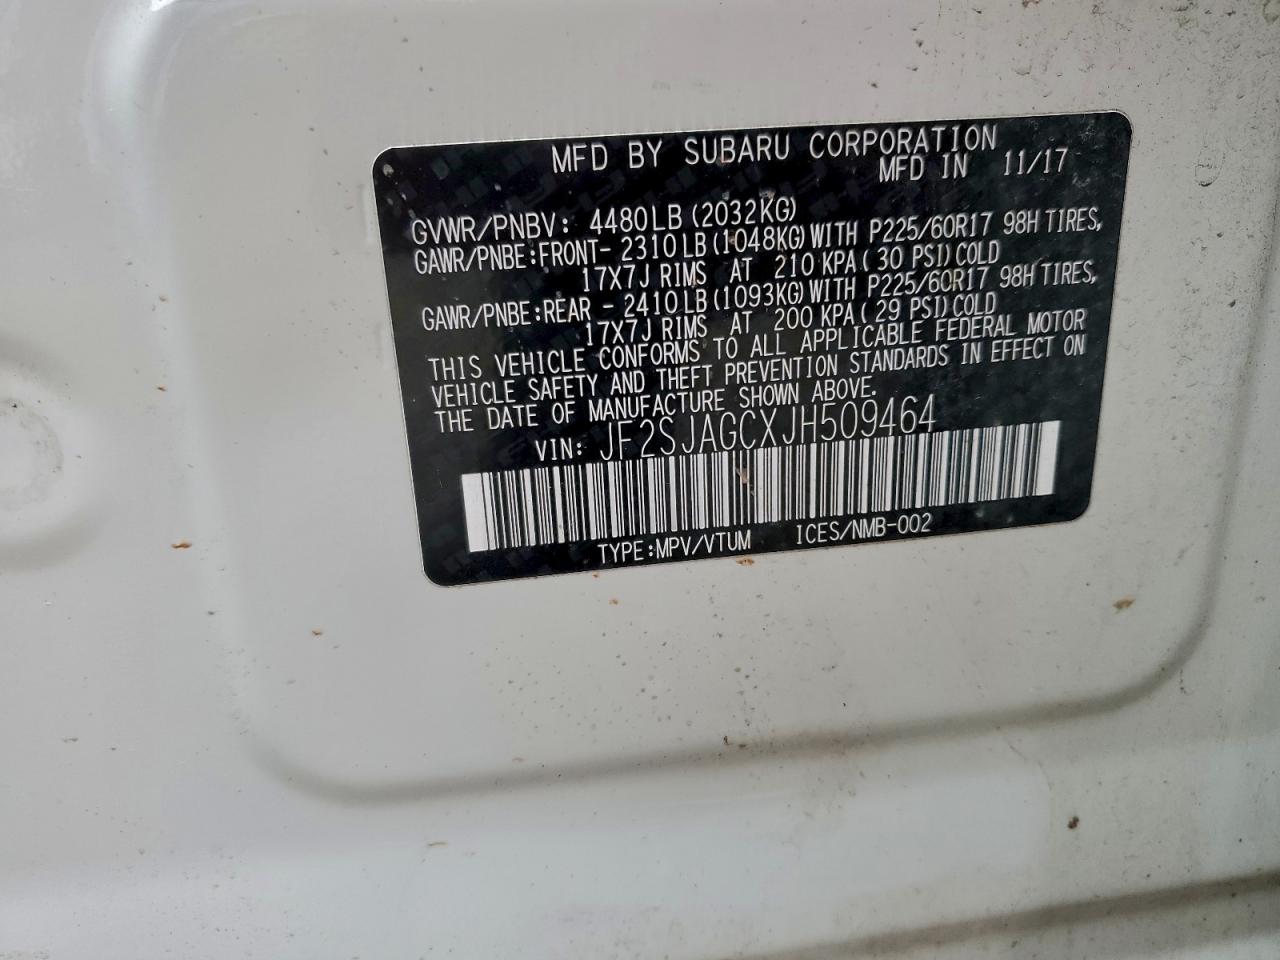 MFD BY SUBARU CORPORATION
MFD IN 11/17
GVWR/PNBV: 4480LB (2032KG)
GAWR/PNBE:FRONT- 2310LB (1048KG) WITH P225/60R17 98H TIRES,
17X7J RIMS AT 210 KPA (30 PSI) COLD
GAWR/PNBE:REAR - 2410LB (1093KG) WITH P225/60R17 98H TIRES,
17X7J RIMS AT 200 KPA (29 PSI) COLD
THIS VEHICLE CONFORMS TO ALL APPLICABLE FEDERAL MOTOR
VEHICLE SAFETY AND THEFT PREVENTION STANDARDS IN EFFECT ON
THE DATE OF MANUFACTURE SHOWN ABOVE.
VIN: JF2SJAGCXJH509464
TYPE:MPV/VTUM ICES/NMB-002